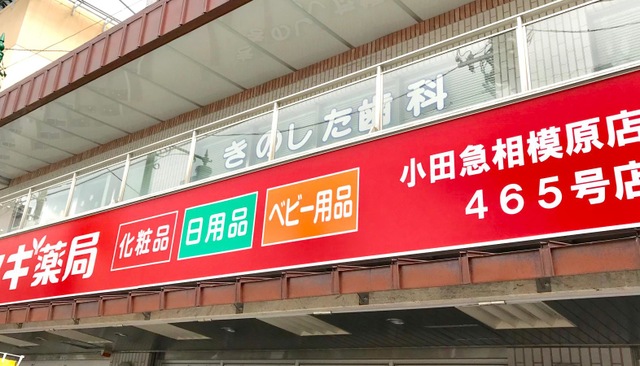 きのした歯科
小田急相模原店
465号店
ギ薬局
化粧品
日用品
ベビー用品